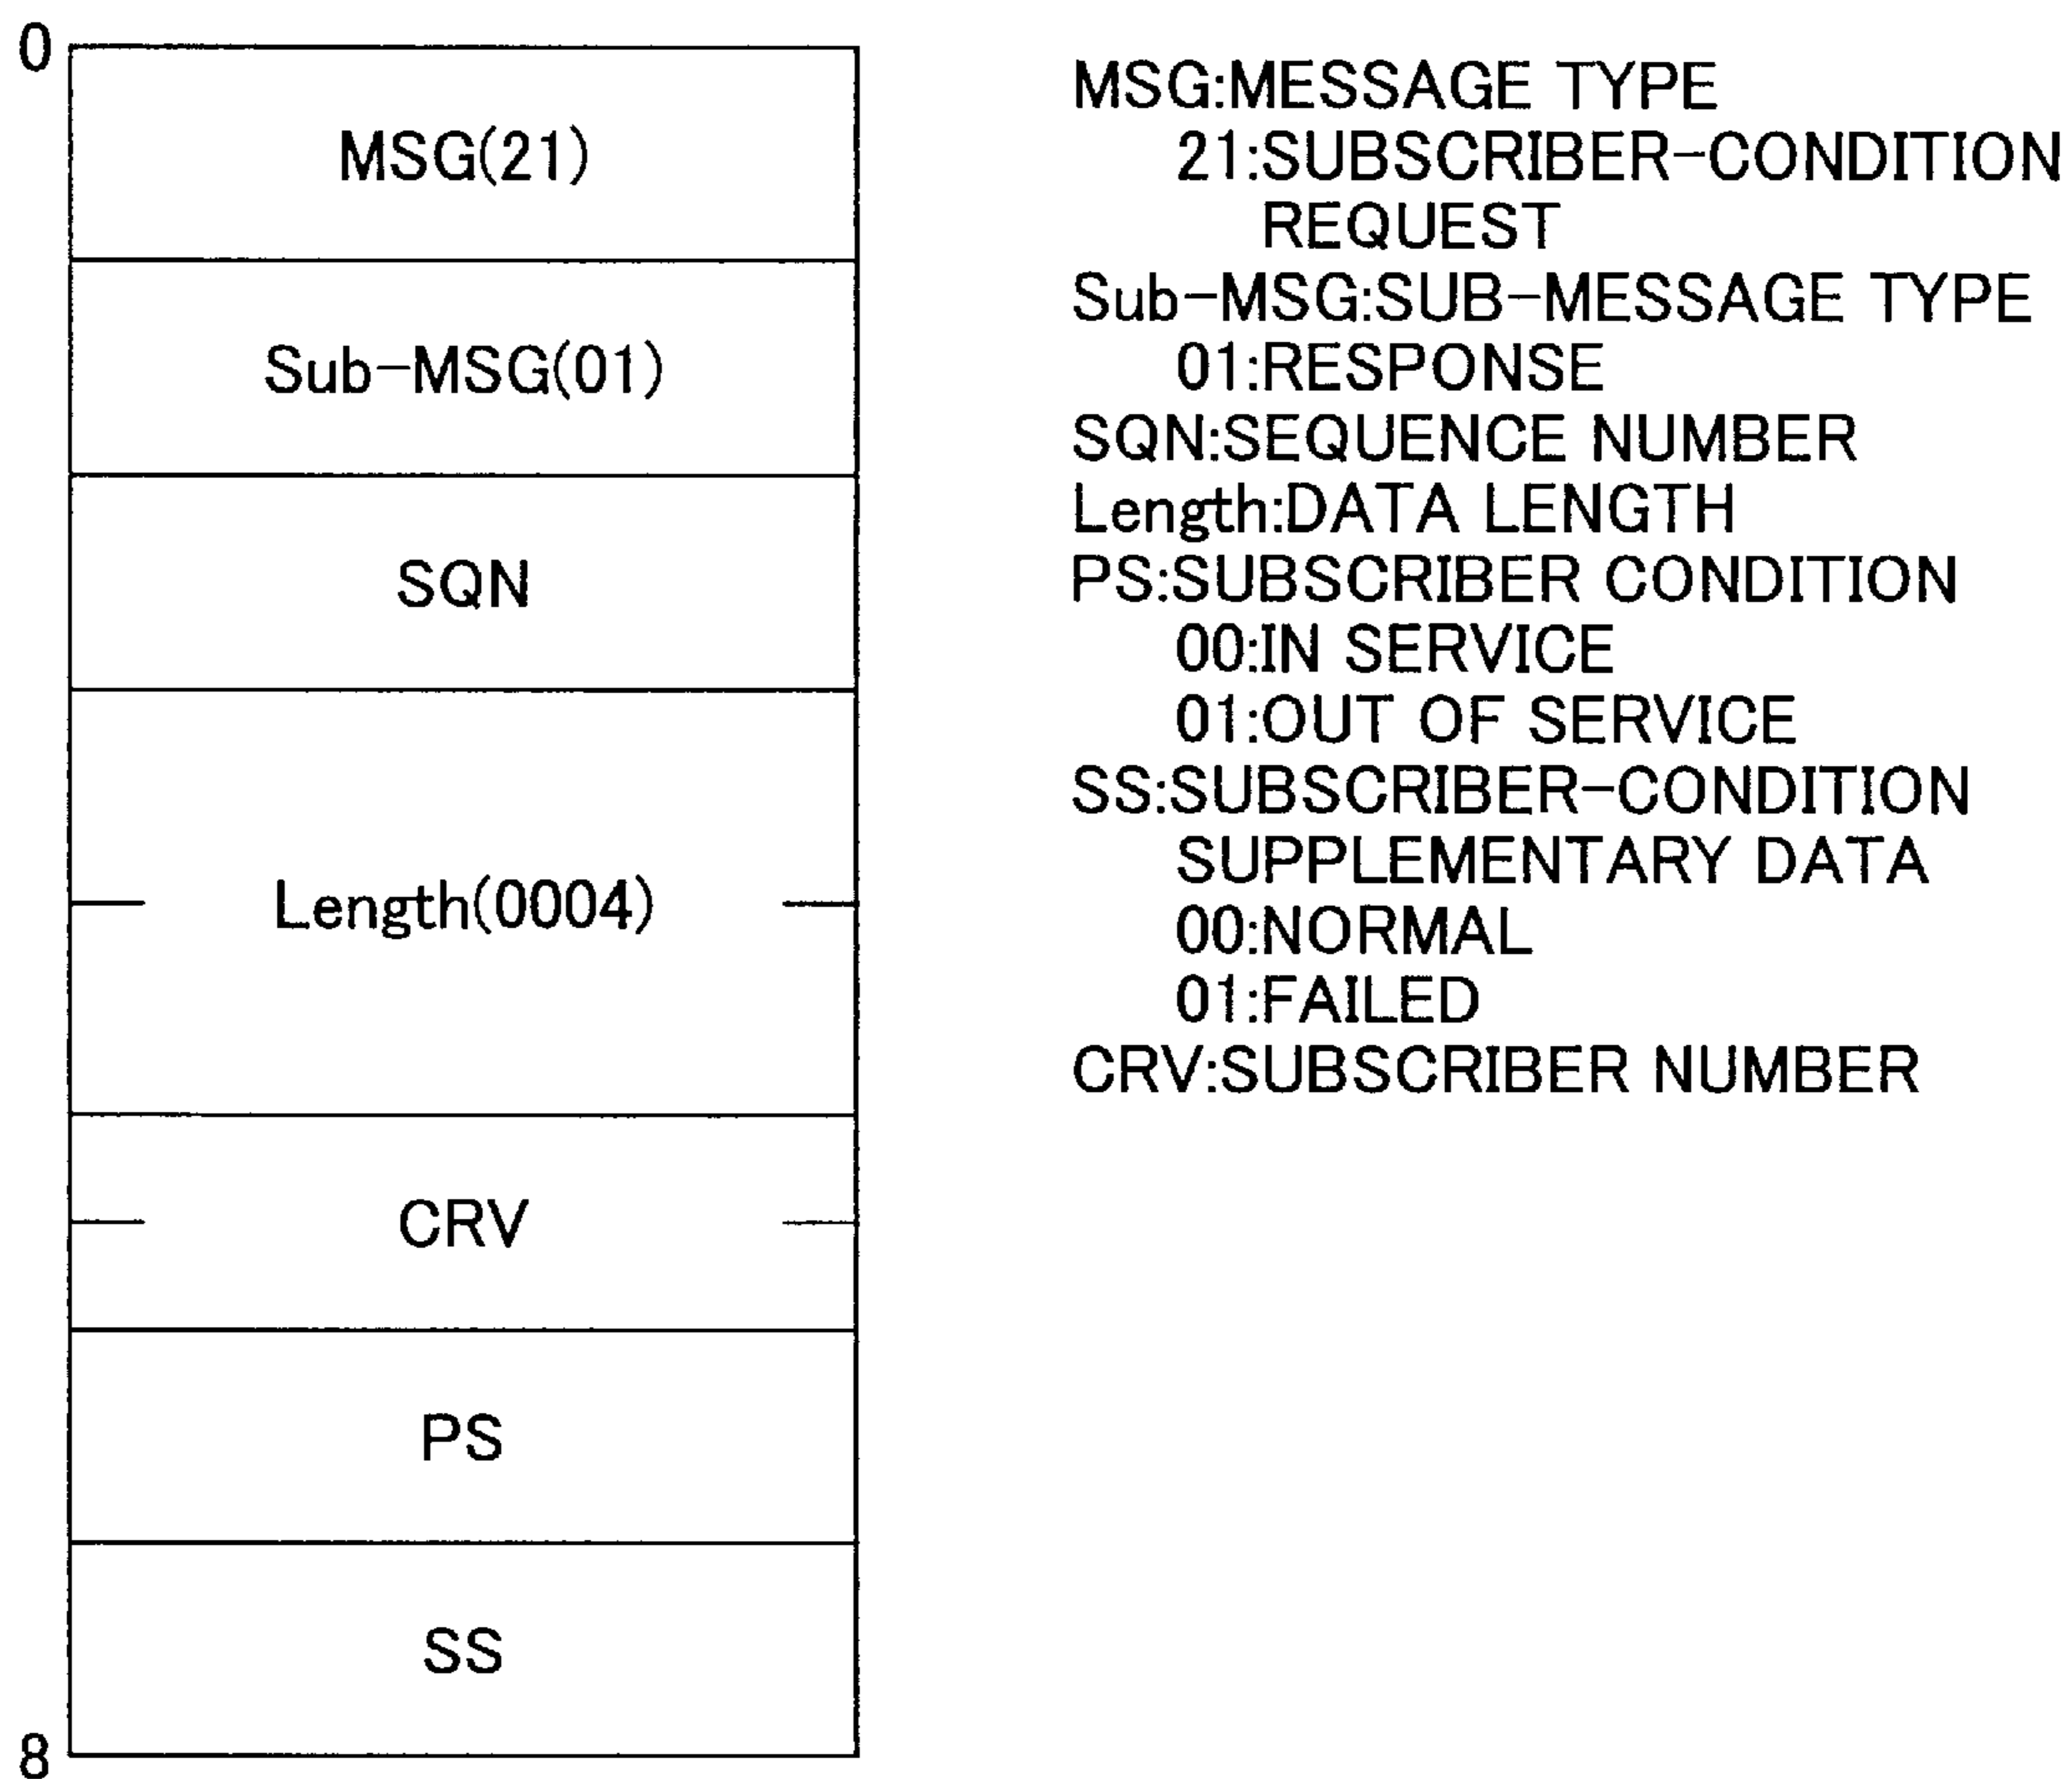 0
MSG(21)
Sub-MSG(01)
SQN
Length(0004)
CRV
PS
SS
8
MSG:MESSAGE TYPE
21:SUBSCRIBER-CONDITION
REQUEST
Sub-MSG:SUB-MESSAGE TYPE
01:RESPONSE
SQN:SEQUENCE NUMBER
Length:DATA LENGTH
PS:SUBSCRIBER CONDITION
00:IN SERVICE
01:OUT OF SERVICE
SS:SUBSCRIBER-CONDITION
SUPPLEMENTARY DATA
00:NORMAL
01:FAILED
CRV:SUBSCRIBER NUMBER